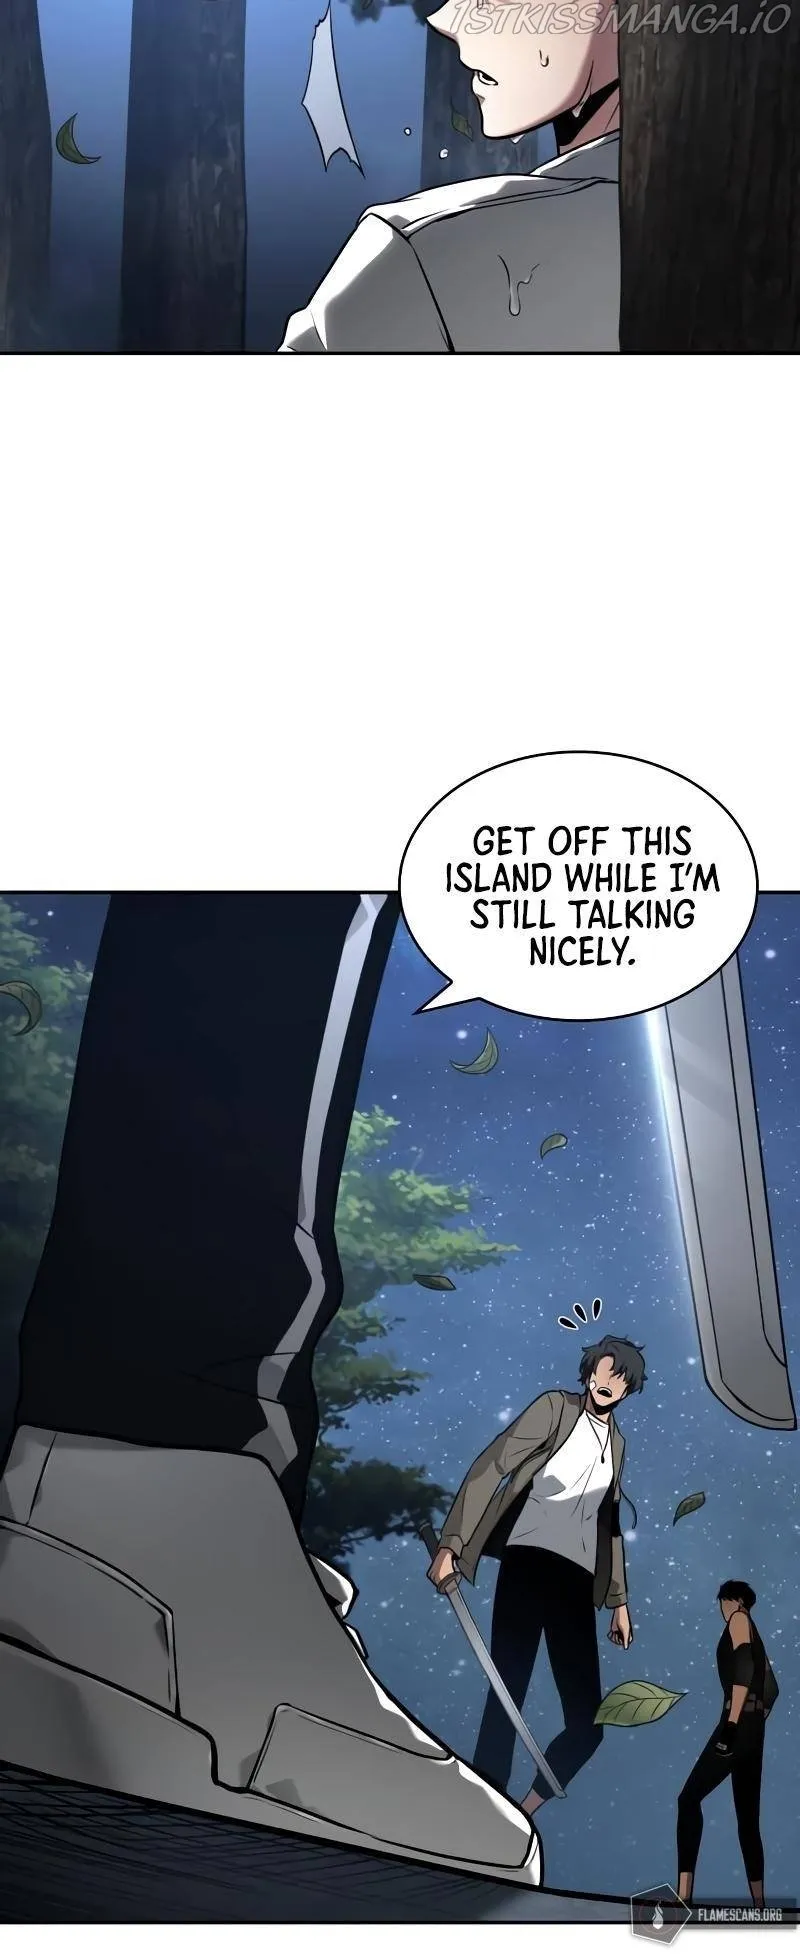 1STKISSMANGA.IO
GET OFF THIS
ISLAND WHILE I'M
STILL TALKING
NICELY.
FLAMESCANS.ORG